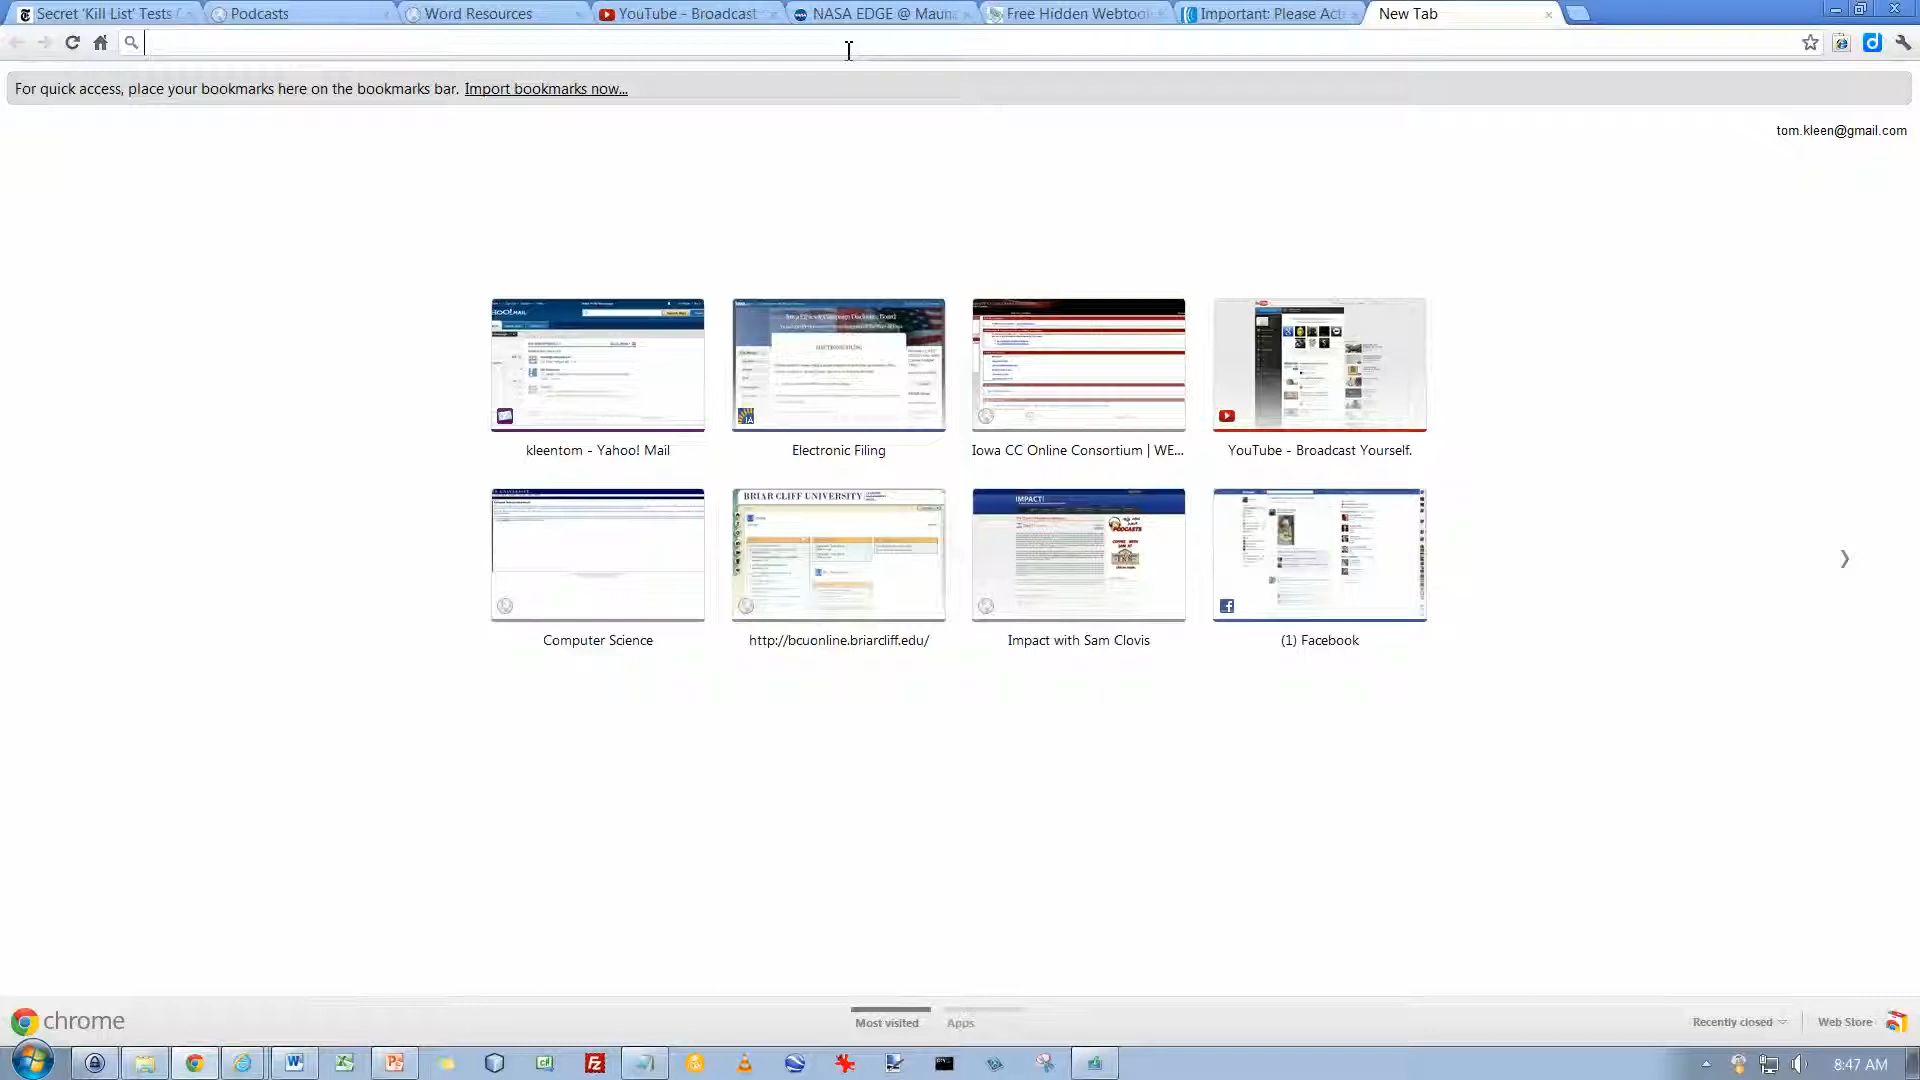 Secret 'Kill List' Tests
Podcasts
Word Resources
YouTube - Broadcast
NASA EDGE @ Mauna
Free Hidden Webtool
Important: Please Act
New Tab
For quick access, place your bookmarks here on the bookmarks bar. Import bookmarks now...
tom.kleen@gmail.com
kleentom - Yahoo! Mail
Electronic Filing
Iowa CC Online Consortium | WE...
YouTube - Broadcast Yourself.
BRIAR CLIFF UNIVERSITY
IMPACT!
PODCASTS
Computer Science
http://bcuonline.briarcliff.edu/
Impact with Sam Clovis
(1) Facebook
chrome
Most visited
Apps
Recently closed
Web Store
8:47 AM